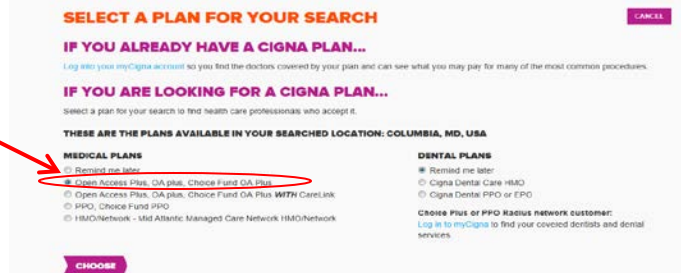 SELECT A PLAN FOR YOUR SEARCH
CANCEL
IF YOU ALREADY HAVE A CIGNA PLAN...
Log into your myCigna account so you find the doctors covered by your plan and can see what you may pay for many of the most common procedures.
IF YOU ARE LOOKING FOR A CIGNA PLAN...
Select a plan for your search to find health care professionals who accept it.
THESE ARE THE PLANS AVAILABLE IN YOUR SEARCHED LOCATION: COLUMBIA, MD, USA
MEDICAL PLANS
Remind me later
Open Access Plus, OA plus, Choice Fund OA Plus
Open Access Plus, OA plus, Choice Fund OA Plus WITH CareLink
PPO, Choice Fund PPO
HMO/Network - Mid Atlantic Managed Care Network HMO/Network
DENTAL PLANS
Remind me later
Cigna Dental Care HMO
Cigna Dental PPO or EPO
Choice Plus or PPO Radius network customer:
Log in to myCigna to find your covered dentists and dental
services.
CHOOSE